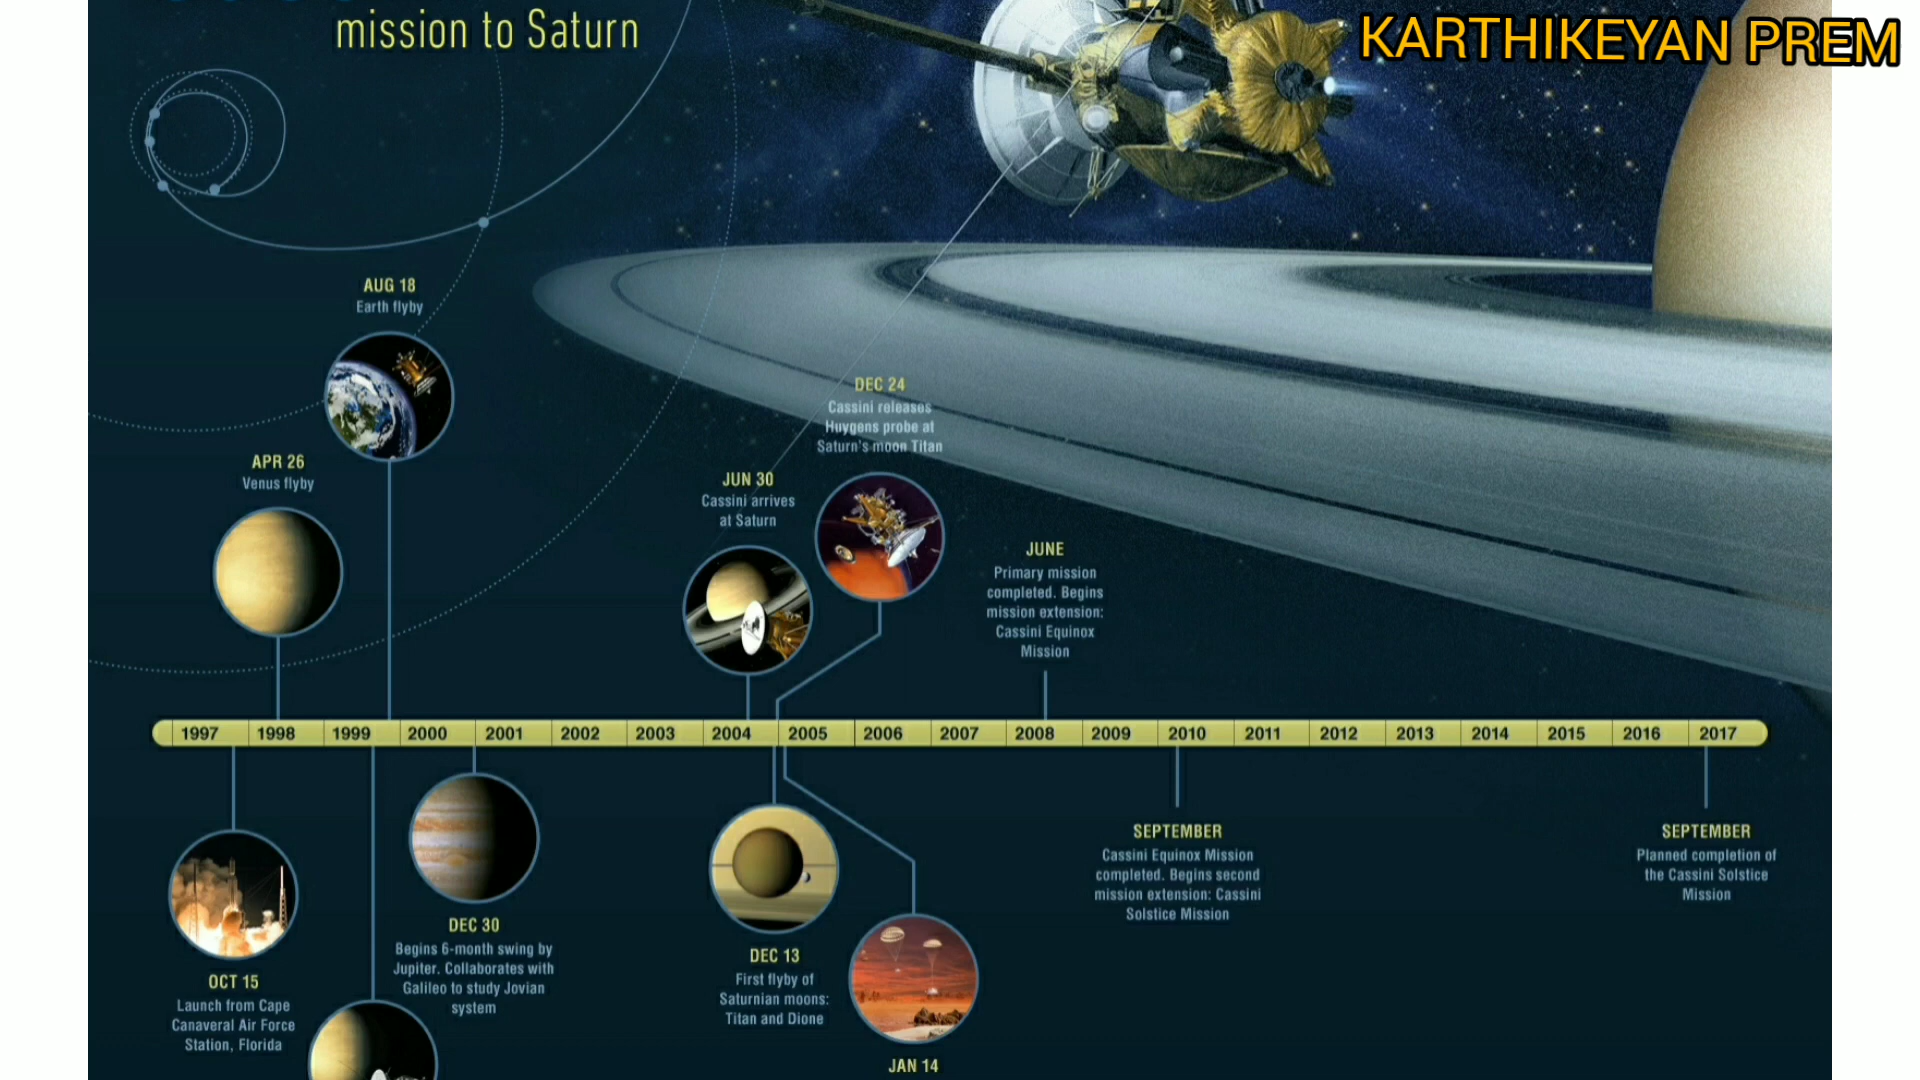 mission to Saturn
KARTHIKEYAN PREM
AUG 18
Earth flyby
APR 26
Venus flyby
DEC 24
Cassini releases
Huygens probe at
Saturn's moon Titan
JUN 30
Cassini arrives
at Saturn
JUNE
Primary mission
completed. Begins
mission extension:
Cassini Equinox
Mission
1997 1998 1999 2000 2001 2002 2003 2004 2005 2006 2007 2008 2009 2010 2011 2012 2013 2014 2015 2016 2017
OCT 15
Launch from Cape
Canaveral Air Force
Station, Florida
DEC 30
Begins 6-month swing by
Jupiter. Collaborates with
Galileo to study Jovian
system
DEC 13
First flyby of
Saturnian moons:
Titan and Dione
JAN 14
SEPTEMBER
Cassini Equinox Mission
completed. Begins second
mission extension: Cassini
Solstice Mission
SEPTEMBER
Planned completion of
the Cassini Solstice
Mission